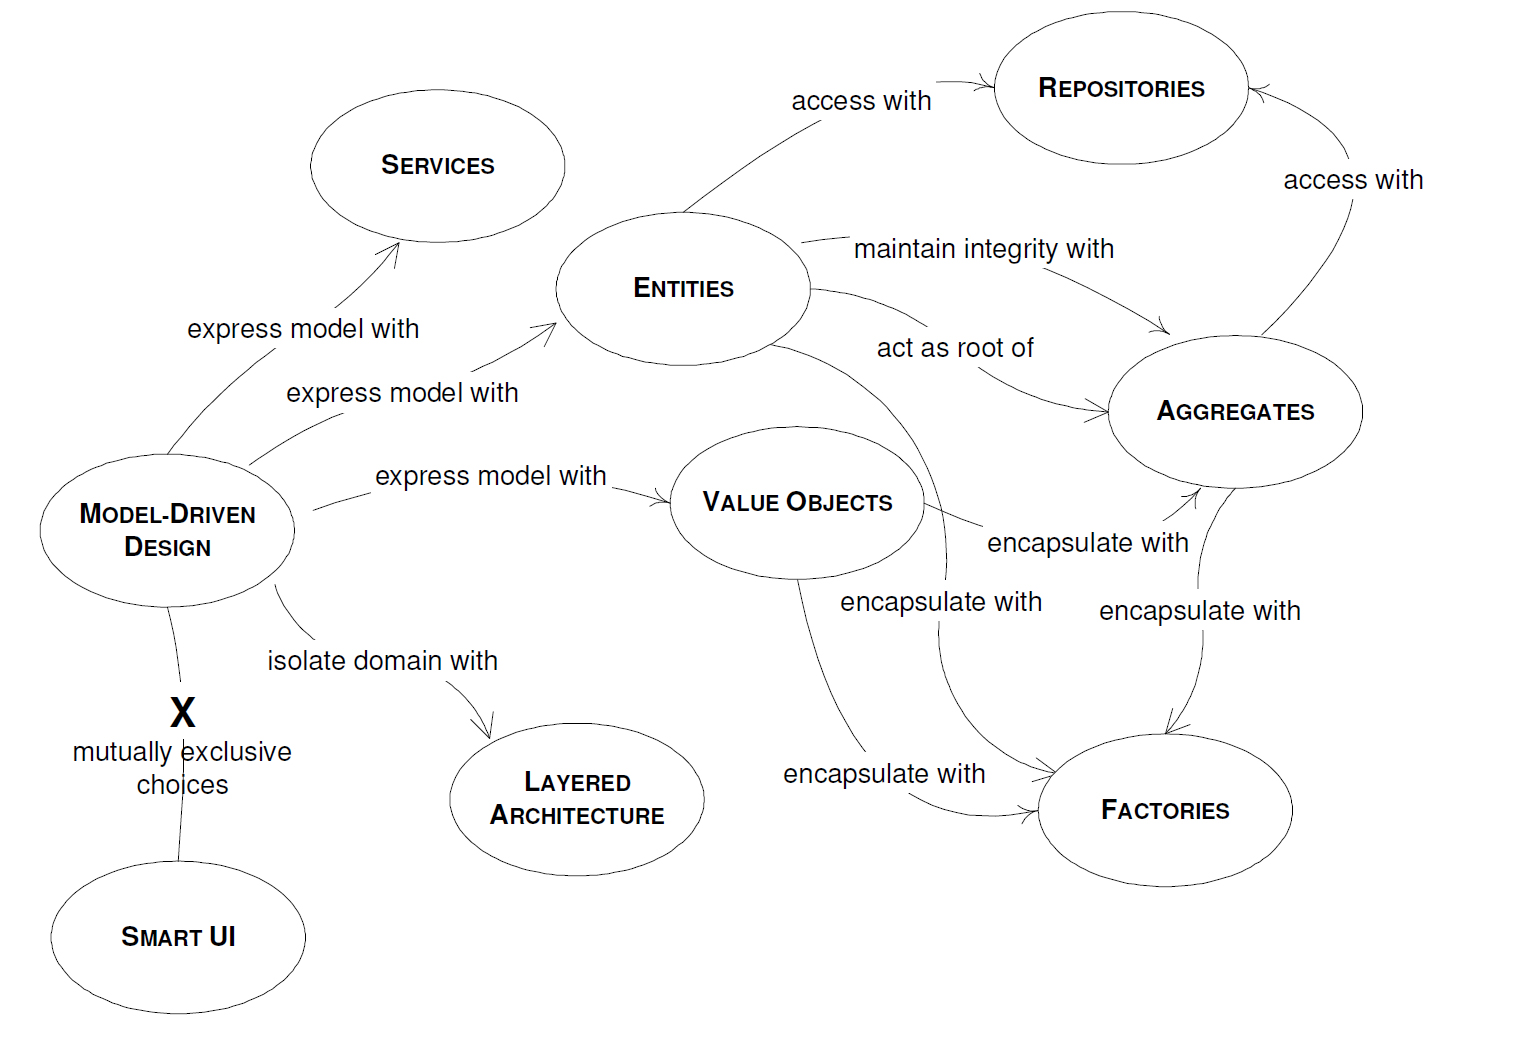 REPOSITORIES
access with
SERVICES
access with
maintain integrity with
ENTITIES
express model with
act as root of
express model with
AGGREGATES
express model with
VALUE OBJECTS
MODEL-DRIVEN
DESIGN
encapsulate with
encapsulate with
encapsulate with
isolate domain with
X
mutually exclusive
choices
encapsulate with
LAYERED
ARCHITECTURE
FACTORIES
SMART UI